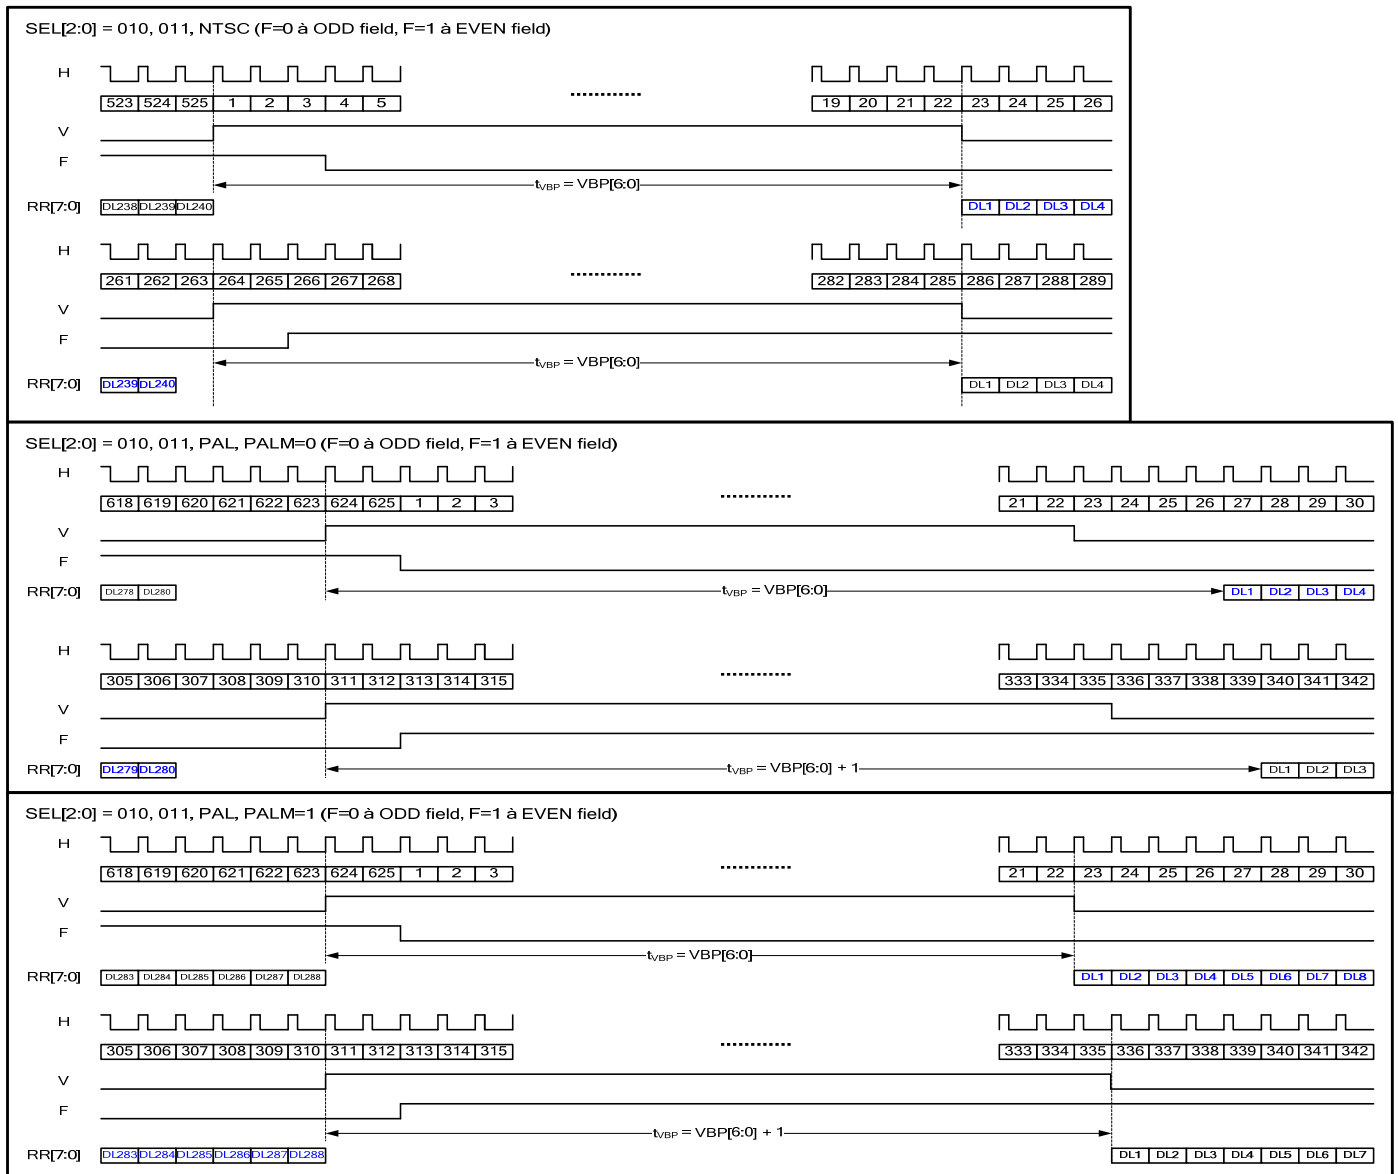 SEL[2:0] = 010, 011, NTSC (F=0 à ODD field, F=1 à EVEN field)
H
523 524 525 1 2 3 4 5 ............ 19 20 21 22 23 24 25 26
V
F
tVBP = VBP[6:0]
RR[7:0] DL238 DL239 DL240 DL1 DL2 DL3 DL4
H
261 262 263 264 265 266 267 268 ............ 282 283 284 285 286 287 288 289
V
F
tVBP = VBP[6:0]
RR[7:0] DL239 DL240 DL1 DL2 DL3 DL4
SEL[2:0] = 010, 011, PAL, PALM=0 (F=0 à ODD field, F=1 à EVEN field)
H
618 619 620 621 622 623 624 625 1 2 3 ............ 21 22 23 24 25 26 27 28 29 30
V
F
RR[7:0] DL278 DL280 tVBP = VBP[6:0] DL1 DL2 DL3 DL4
H
305 306 307 308 309 310 311 312 313 314 315 ............ 333 334 335 336 337 338 339 340 341 342
V
F
RR[7:0] DL279 DL280 tVBP = VBP[6:0] + 1 DL1 DL2 DL3
SEL[2:0] = 010, 011, PAL, PALM=1 (F=0 à ODD field, F=1 à EVEN field)
H
618 619 620 621 622 623 624 625 1 2 3 ............ 21 22 23 24 25 26 27 28 29 30
V
F
tVBP = VBP[6:0]
RR[7:0] DL283 DL284 DL285 DL286 DL287 DL288 DL1 DL2 DL3 DL4 DL5 DL6 DL7 DL8
H
305 306 307 308 309 310 311 312 313 314 315 ............ 333 334 335 336 337 338 339 340 341 342
V
F
tVBP = VBP[6:0] + 1
RR[7:0] DL283 DL284 DL285 DL286 DL287 DL288 DL1 DL2 DL3 DL4 DL5 DL6 DL7